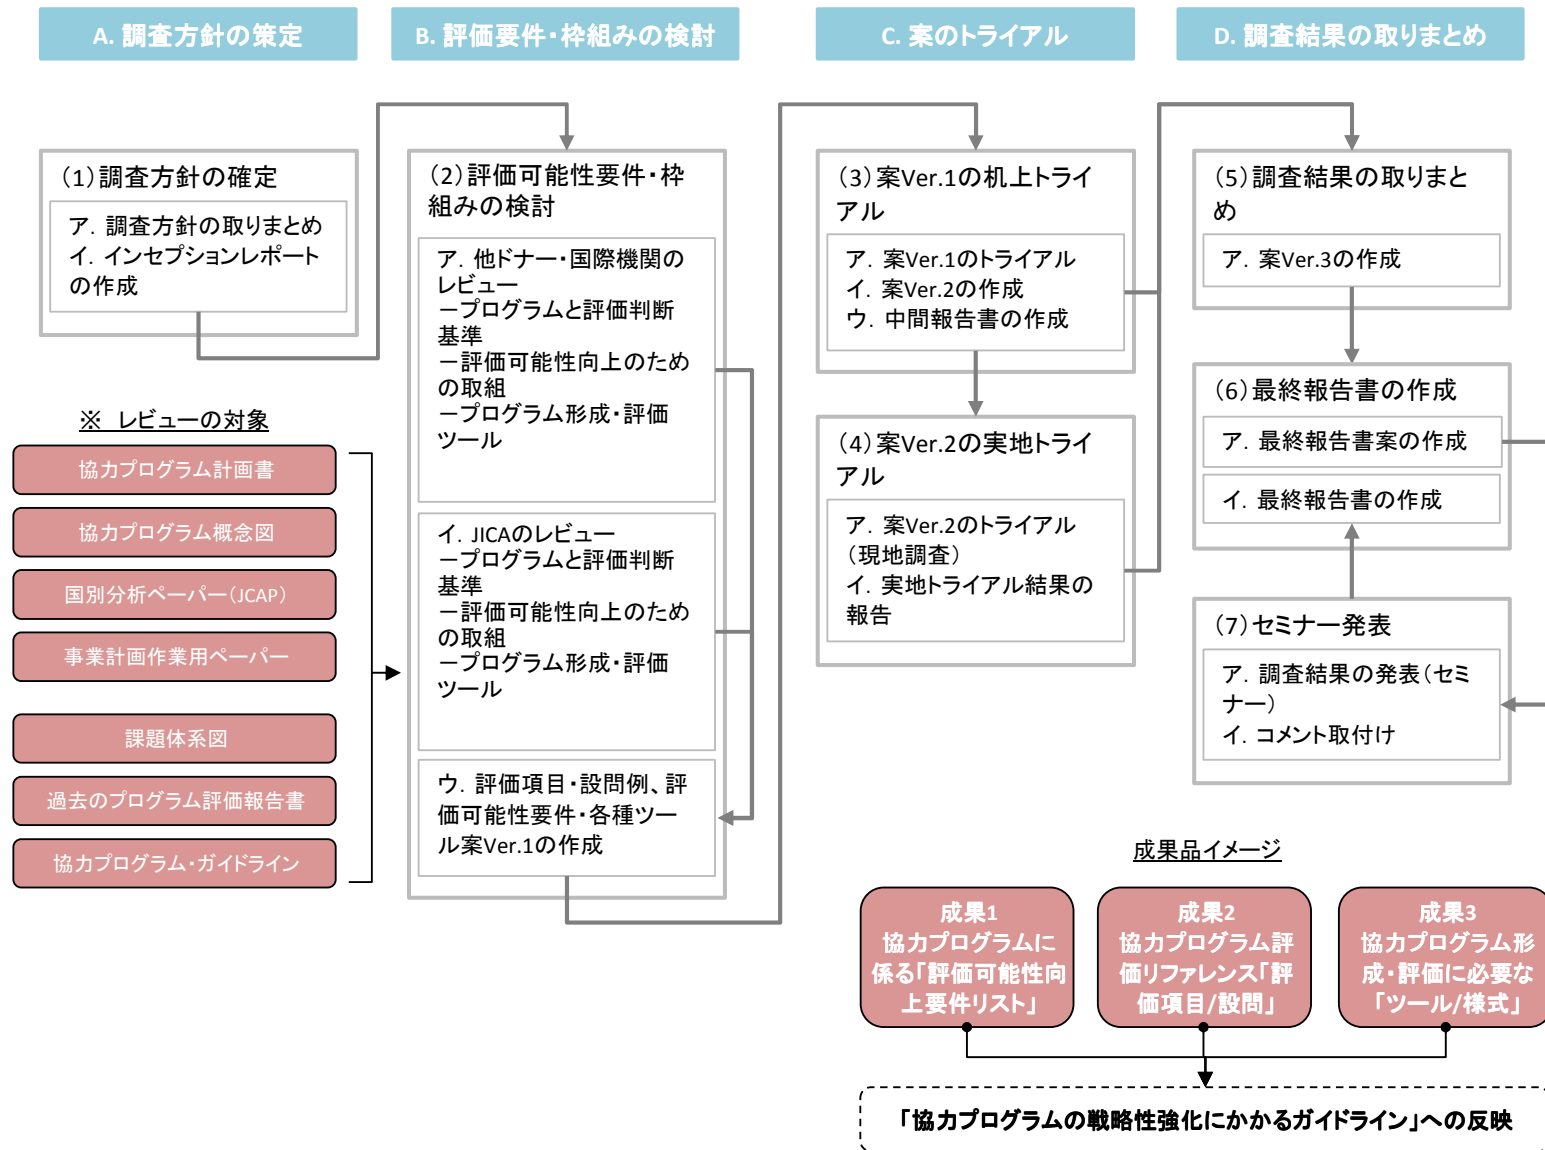 A. 調査方針の策定
B. 評価要件・枠組みの検討
C. 案のトライアル
D. 調査結果の取りまとめ
(1)調査方針の確定
ア. 調査方針の取りまとめ
イ. インセプションレポート
の作成
※ レビューの対象
協力プログラム計画書
協力プログラム概念図
国別分析ペーパー(JCAP)
事業計画作業用ペーパー
課題体系図
過去のプログラム評価報告書
協力プログラム・ガイドライン
(2)評価可能性要件・枠
組みの検討
ア. 他ドナー・国際機関の
レビュー
ープログラムと評価判断
基準
ー評価可能性向上のため
の取組
ープログラム形成・評価
ツール
イ. JICAのレビュー
ープログラムと評価判断
基準
ー評価可能性向上のため
の取組
ープログラム形成・評価
ツール
ウ. 評価項目・設問例、評
価可能性要件・各種ツー
ル案Ver.1の作成
(3)案Ver.1の机上トライ
アル
ア. 案Ver.1のトライアル
イ. 案Ver.2の作成
ウ. 中間報告書の作成
(4)案Ver.2の実地トライ
アル
ア. 案Ver.2のトライアル
(現地調査)
イ. 実地トライアル結果の
報告
(5)調査結果の取りまと
め
ア. 案Ver.3の作成
(6)最終報告書の作成
ア. 最終報告書案の作成
イ. 最終報告書の作成
(7)セミナー発表
ア. 調査結果の発表(セミ
ナー)
イ. コメント取付け
成果品イメージ
成果1
協力プログラムに
係る「評価可能性向
上要件リスト」
成果2
協力プログラム評
価リファレンス「評
価項目/設問」
成果3
協力プログラム形
成・評価に必要な
「ツール/様式」
「協力プログラムの戦略性強化にかかるガイドライン」への反映